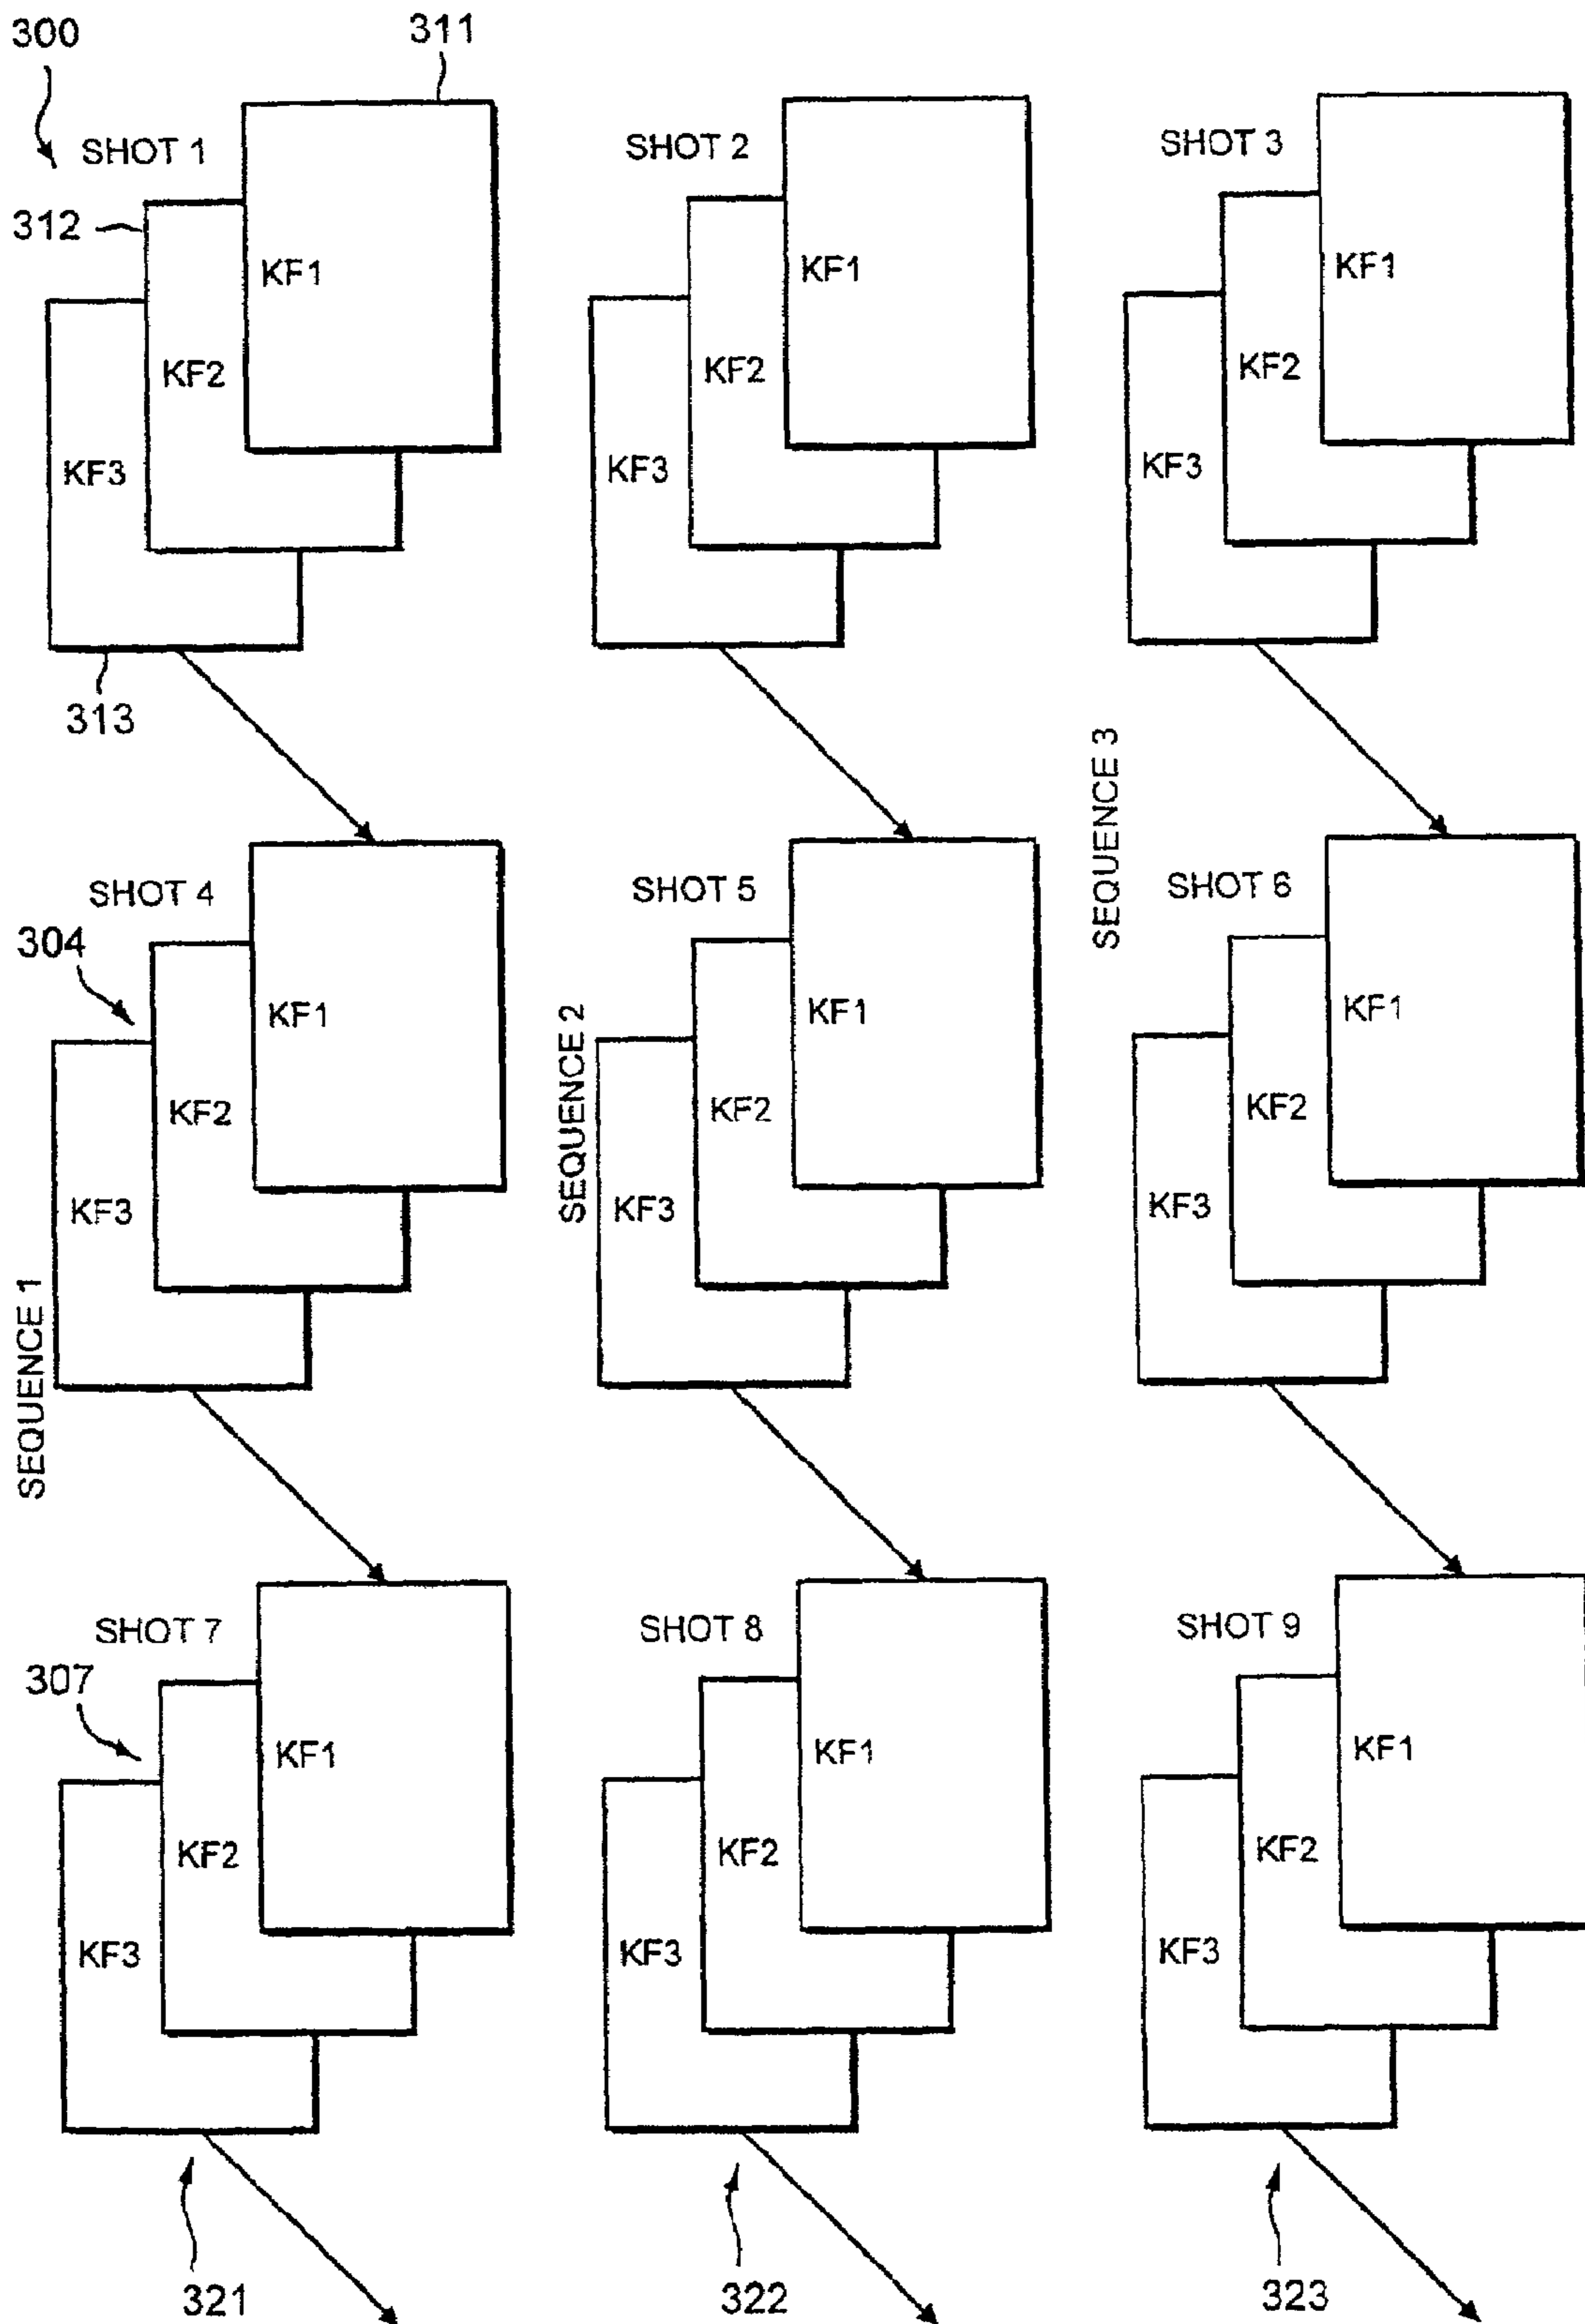 300
311
SHOT 1
SHOT 2
SHOT 3
312
KF1
KF1
KF1
KF2
KF2
KF2
KF3
KF3
KF3
313
SEQUENCE 3
SHOT 4
SHOT 5
SHOT 6
304
KF1
KF1
KF1
SEQUENCE 2
KF2
KF2
KF2
KF3
KF3
KF3
SEQUENCE 1
SHOT 7
SHOT 8
SHOT 9
307
KF1
KF1
KF1
KF2
KF2
KF2
KF3
KF3
KF3
321
322
323